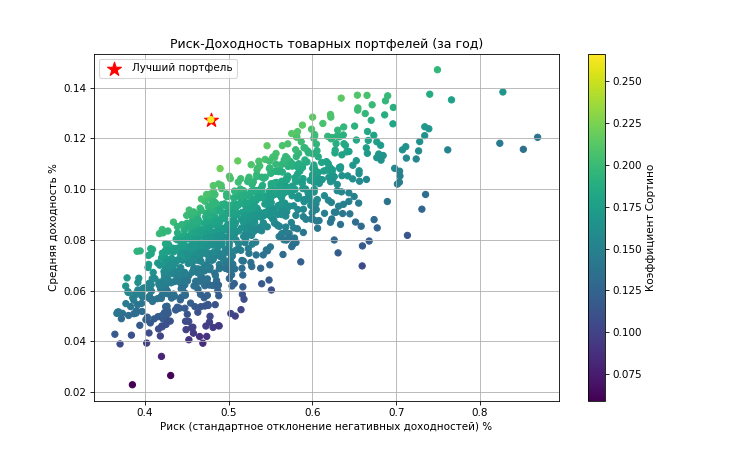 Риск-Доходность товарных портфелей (за год)
Лучший портфель
Средняя доходность %
0.14
0.12
0.10
0.08
0.06
0.04
0.02
0.4 0.5 0.6 0.7 0.8
Риск (стандартное отклонение негативных доходностей) %
0.250
0.225
0.200
0.175
0.150
0.125
0.100
0.075
Коэффициент Сортино